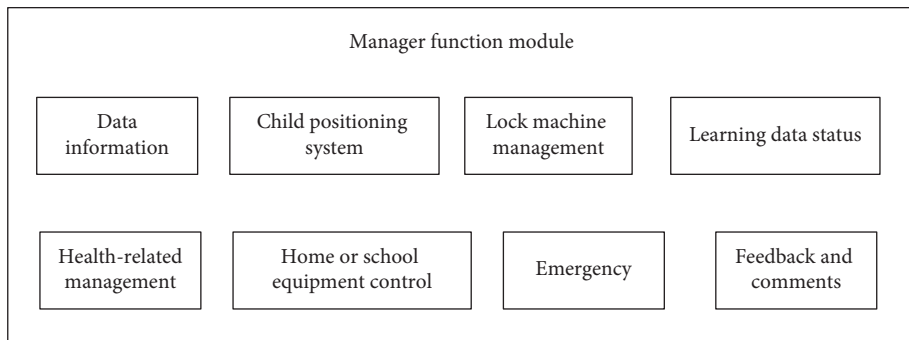 Manager function module
Data
information
Child positioning
system
Lock machine
management
Learning data status
Health-related
management
Home or school
equipment control
Emergency
Feedback and
comments